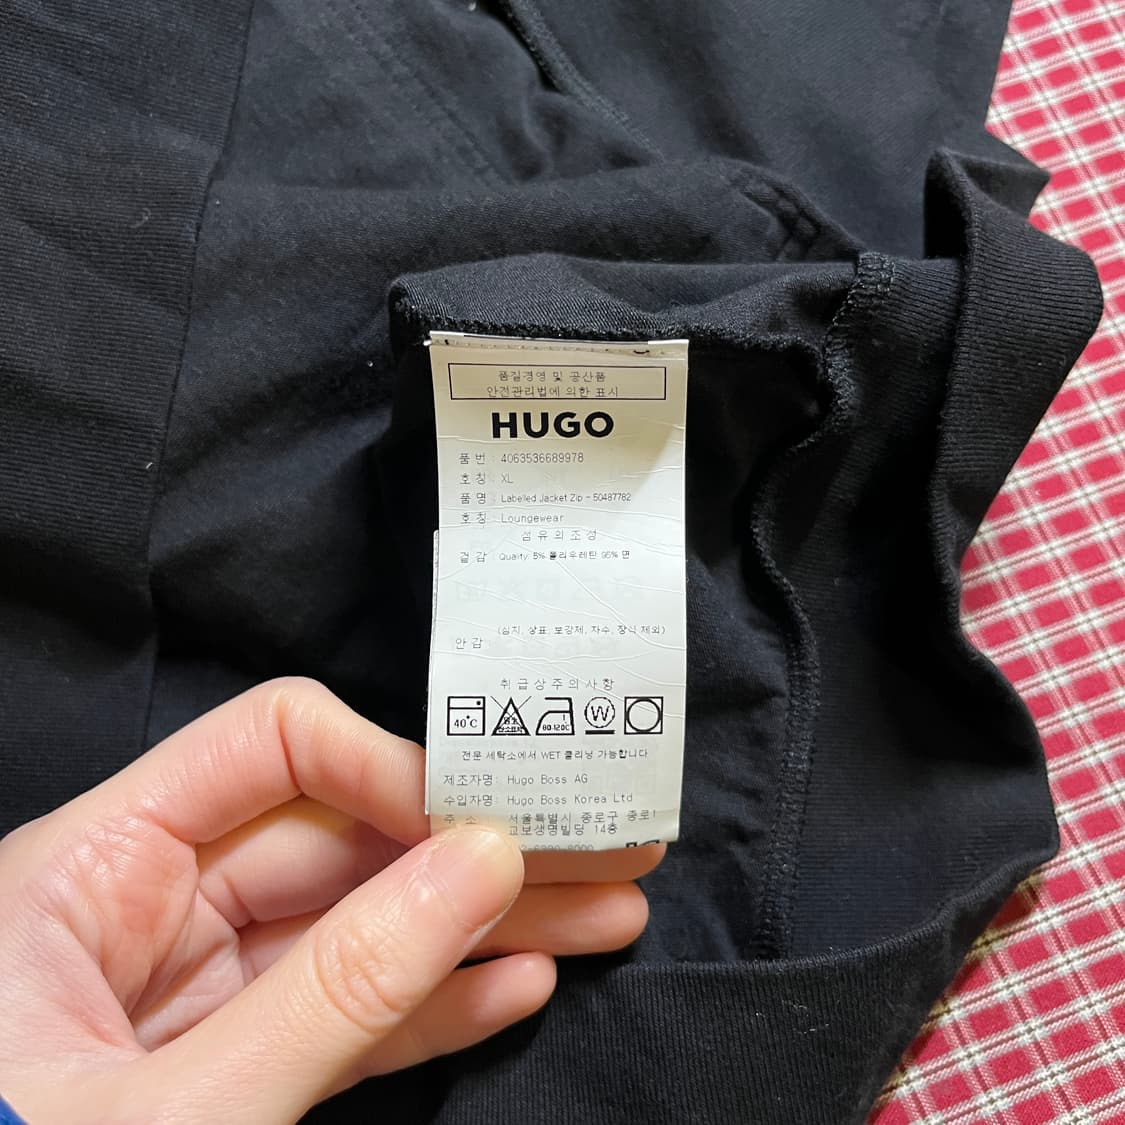 품질경영 및 공산품
안전관리법에 의한 표시
HUGO
품 번 : 4063536689978
호 칭 : XL
품 명 : Labelled Jacket Zip - 50487782
호 칭 : Loungewear
섬유의조성
겉감 : Quality: 5% 폴리우레탄 95% 면
(심지, 상표, 보강제, 자수, 장식 제외)
안감 :
취급상주의사항
40℃
80-120℃
W
전문 세탁소에서 WET 클리닝 가능합니다
제조자명: Hugo Boss AG
수입자명: Hugo Boss Korea Ltd
주 소 : 서울특별시 종로구 종로1
교보생명빌딩 14층